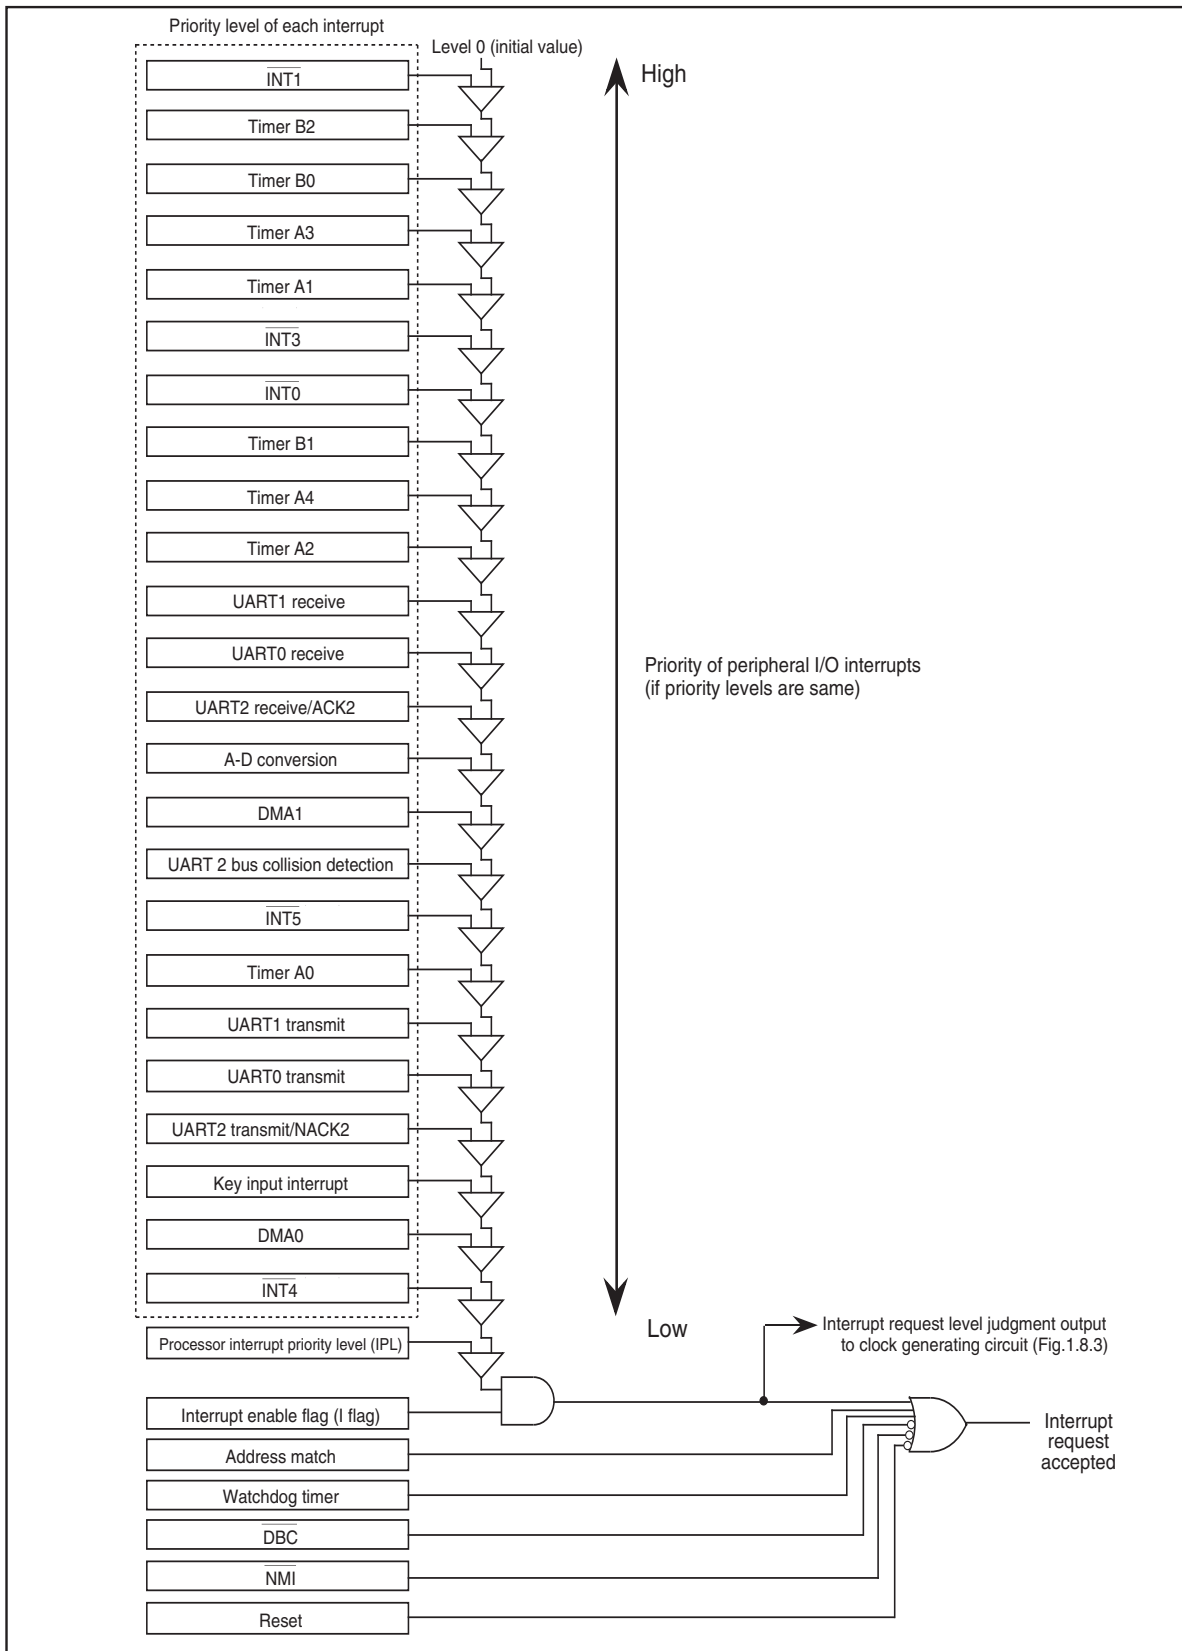 Priority level of each interrupt
Level 0 (initial value)
INT1
High
Timer B2
Timer B0
Timer A3
Timer A1
INT3
INT0
Timer B1
Timer A4
Timer A2
UART1 receive
UART0 receive
Priority of peripheral I/O interrupts
(if priority levels are same)
UART2 receive/ACK2
A-D conversion
DMA1
UART 2 bus collision detection
INT5
Timer A0
UART1 transmit
UART0 transmit
UART2 transmit/NACK2
Key input interrupt
DMA0
INT4
Low
Processor interrupt priority level (IPL)
Interrupt request level judgment output
to clock generating circuit (Fig.1.8.3)
Interrupt enable flag (I flag)
Interrupt
request
accepted
Address match
Watchdog timer
DBC
NMI
Reset